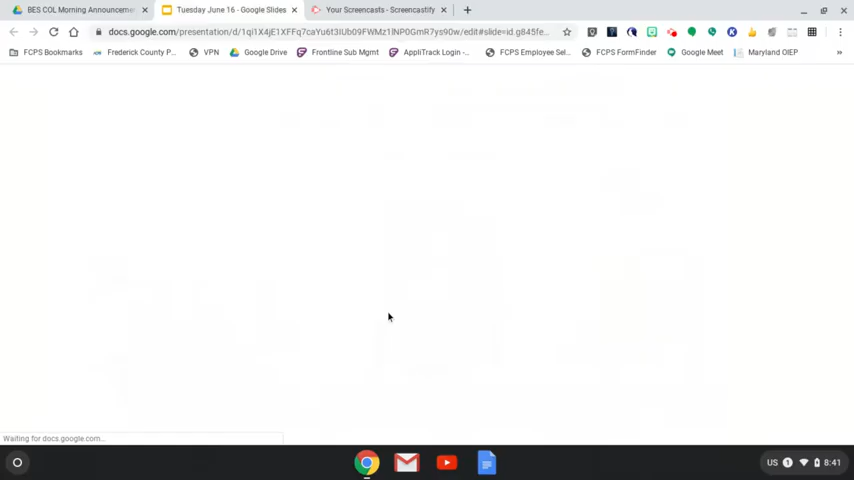 BES COL Morning Announceme
Tuesday June 16 - Google Slides
Your Screencasts - Screencastify
docs.google.com/presentation/d/1qi1X4jE1XFFq7caYu6t3IUb09FWMz1lNP0GmR7ys90w/edit#slide=id.g845fe...
FCPS Bookmarks
Frederick County P...
VPN
Google Drive
Frontline Sub Mgmt
AppliTrack Login -...
FCPS Employee Sel...
FCPS FormFinder
Google Meet
Maryland OIEP
»
Waiting for docs.google.com...
US 1 8:41